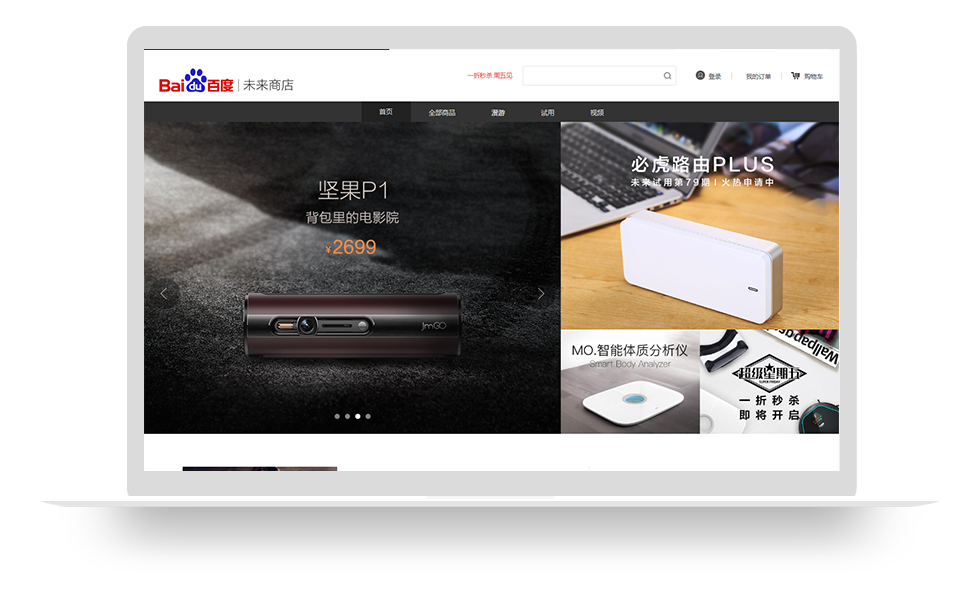 Bai du 百度 | 未来商店
一折秒杀 周五见
登录
我的订单
购物车
首页
全部商品
漫游
试用
视频
坚果P1
背包里的电影院
¥2699
JmGO
必虎路由PLUS
未来试用第79期 | 火热申请中
MO.智能体质分析仪
Smart Body Analyzer
Wallpapers
超级星期五
SUPER FRIDAY
一折秒杀
即将开启